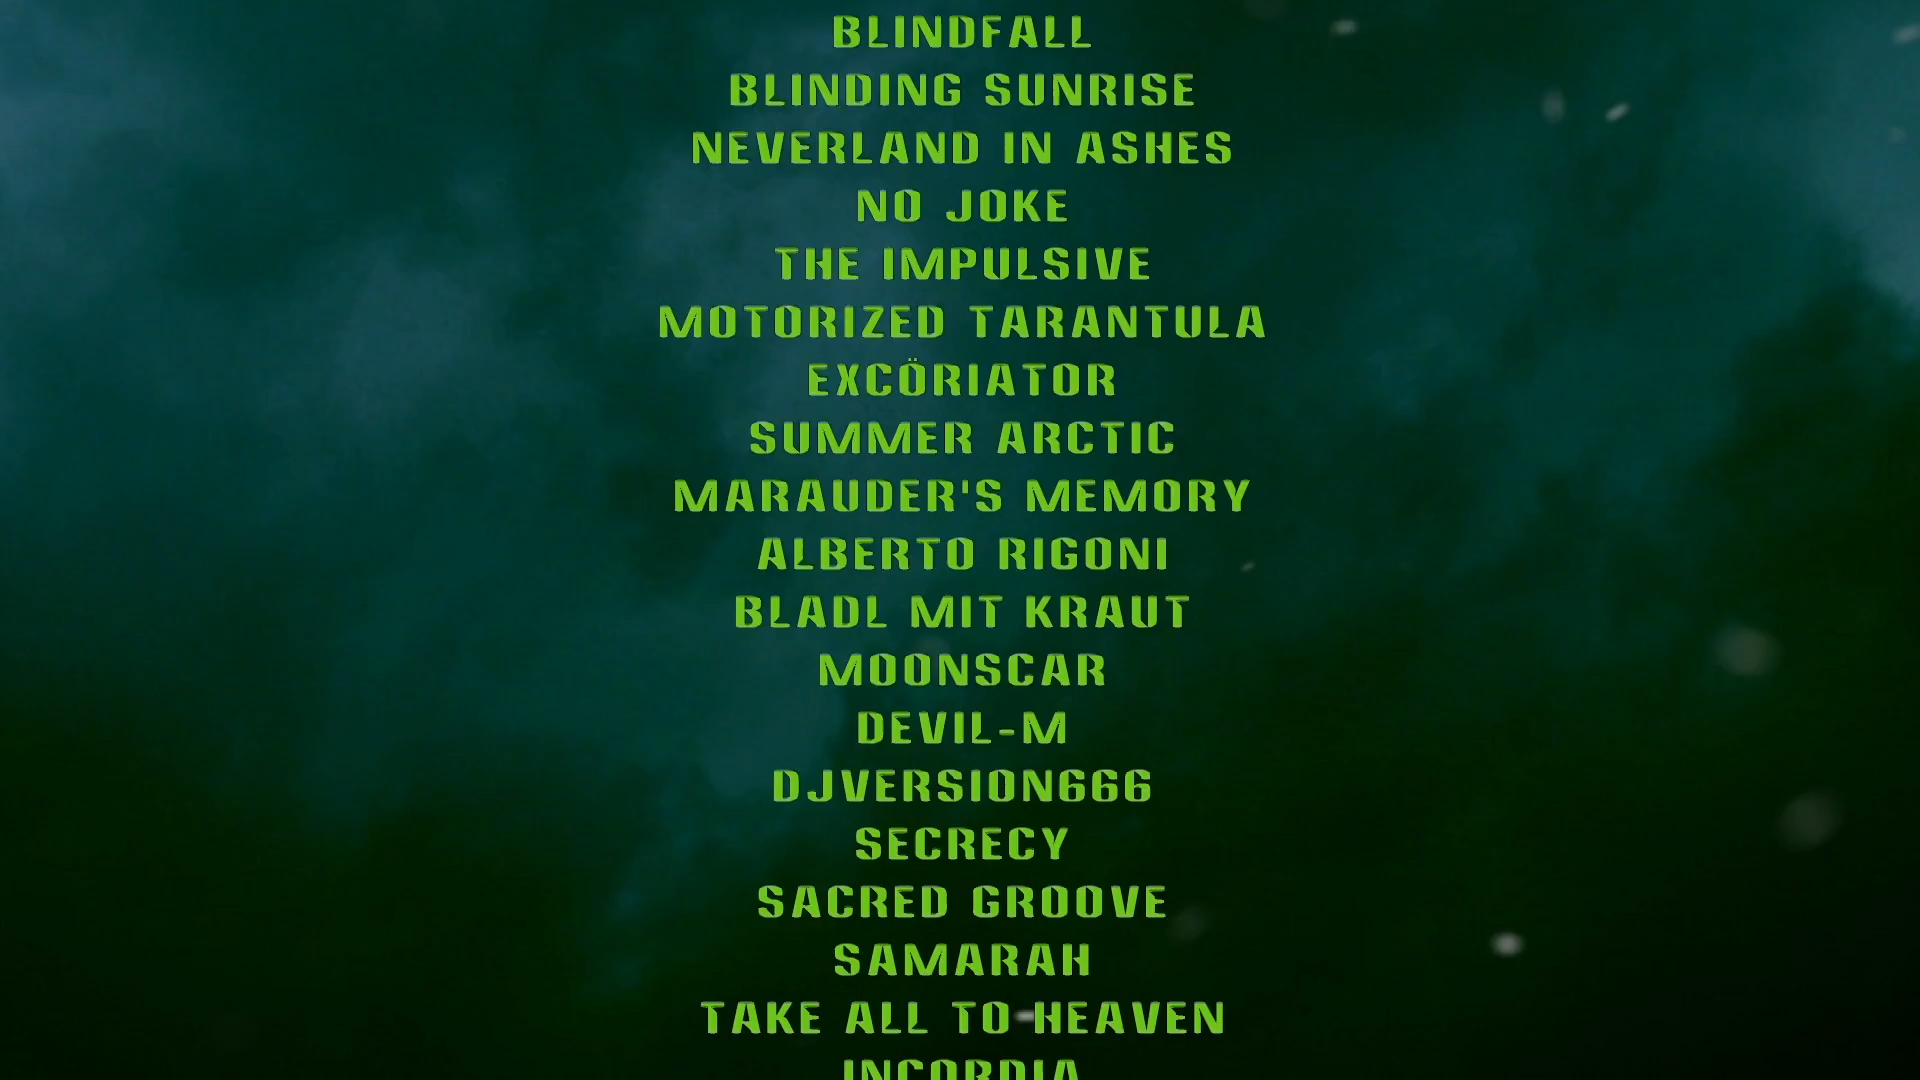 BLINDFALL
BLINDING SUNRISE
NEVERLAND IN ASHES
NO JOKE
THE IMPULSIVE
MOTORIZED TARANTULA
EXCÖRIATOR
SUMMER ARCTIC
MARAUDER'S MEMORY
ALBERTO RIGONI
BLADL MIT KRAUT
MOONSCAR
DEVIL-M
DJVERSION666
SECRECY
SACRED GROOVE
SAMARAH
TAKE ALL TO HEAVEN
INCORDIA